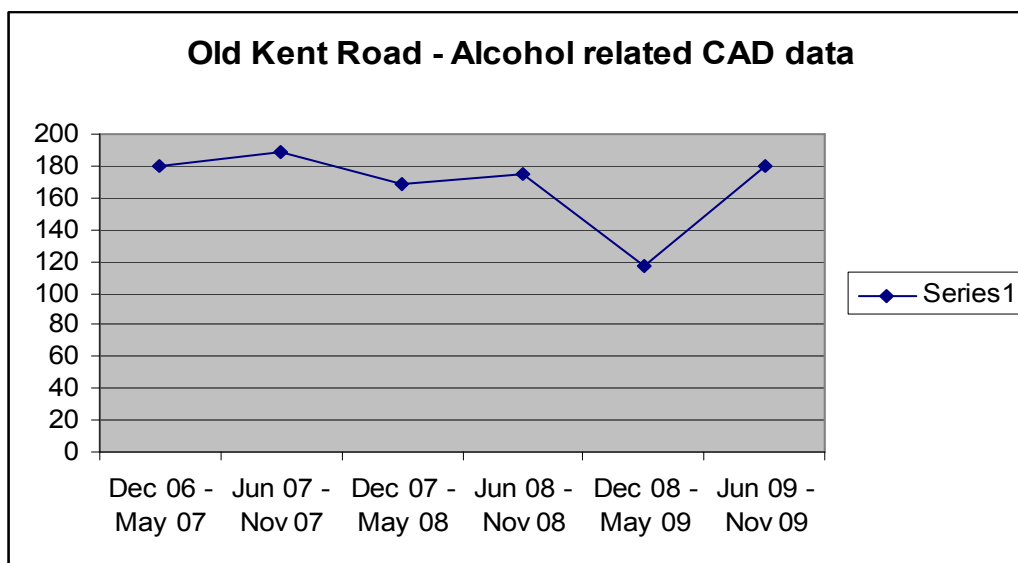 Old Kent Road - Alcohol related CAD data
200
180
160
140
120
100
80
60
40
20
0
Dec 06 - May 07
Jun 07 - Nov 07
Dec 07 - May 08
Jun 08 - Nov 08
Dec 08 - May 09
Jun 09 - Nov 09
Series1